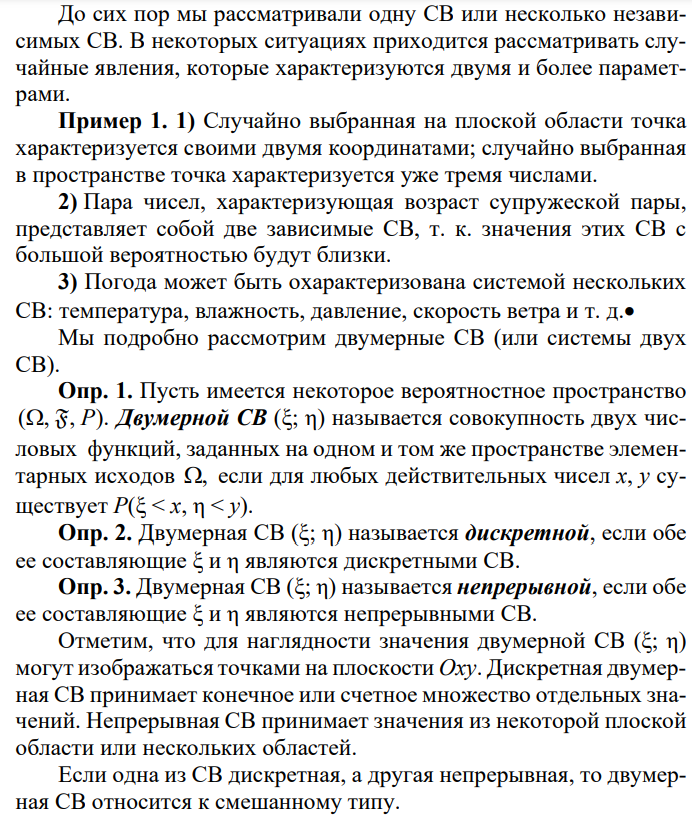 До сих пор мы рассматривали одну СВ или несколько незави-
симых СВ. В некоторых ситуациях приходится рассматривать слу-
чайные явления, которые характеризуются двумя и более парамет-
рами.
Пример 1. 1) Случайно выбранная на плоской области точка
характеризуется своими двумя координатами; случайно выбранная
в пространстве точка характеризуется уже тремя числами.
2) Пара чисел, характеризующая возраст супружеской пары,
представляет собой две зависимые СВ, т. к. значения этих СВ с
большой вероятностью будут близки.
3) Погода может быть охарактеризована системой нескольких
СВ: температура, влажность, давление, скорость ветра и т. д.●
Мы подробно рассмотрим двумерные СВ (или системы двух
СВ).
Опр. 1. Пусть имеется некоторое вероятностное пространство
(Ω, 𝔉, P). Двумерной СВ (ξ; η) называется совокупность двух чис-
ловых функций, заданных на одном и том же пространстве элемен-
тарных исходов Ω, если для любых действительных чисел x, y су-
ществует P(ξ < x, η < y).
Опр. 2. Двумерная СВ (ξ; η) называется дискретной, если обе
ее составляющие ξ и η являются дискретными СВ.
Опр. 3. Двумерная СВ (ξ; η) называется непрерывной, если обе
ее составляющие ξ и η являются непрерывными СВ.
Отметим, что для наглядности значения двумерной СВ (ξ; η)
могут изображаться точками на плоскости Oxy. Дискретная двумер-
ная СВ принимает конечное или счетное множество отдельных зна-
чений. Непрерывная СВ принимает значения из некоторой плоской
области или нескольких областей.
Если одна из СВ дискретная, а другая непрерывная, то двумер-
ная СВ относится к смешанному типу.